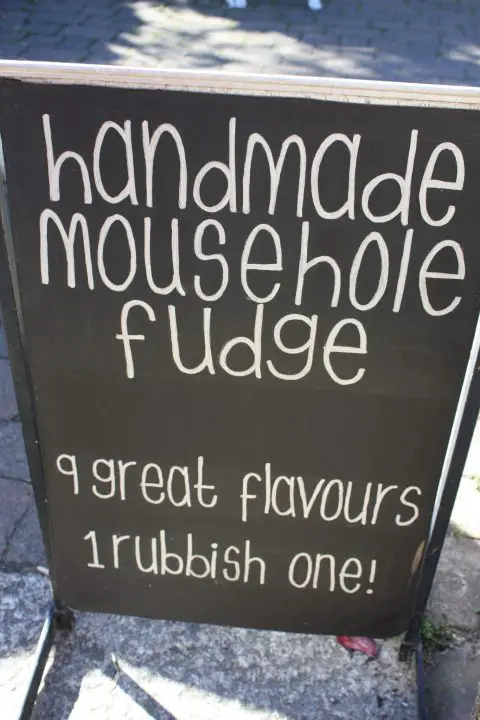 handmade
mousehole
fudge
9 great flavours
1 rubbish one!